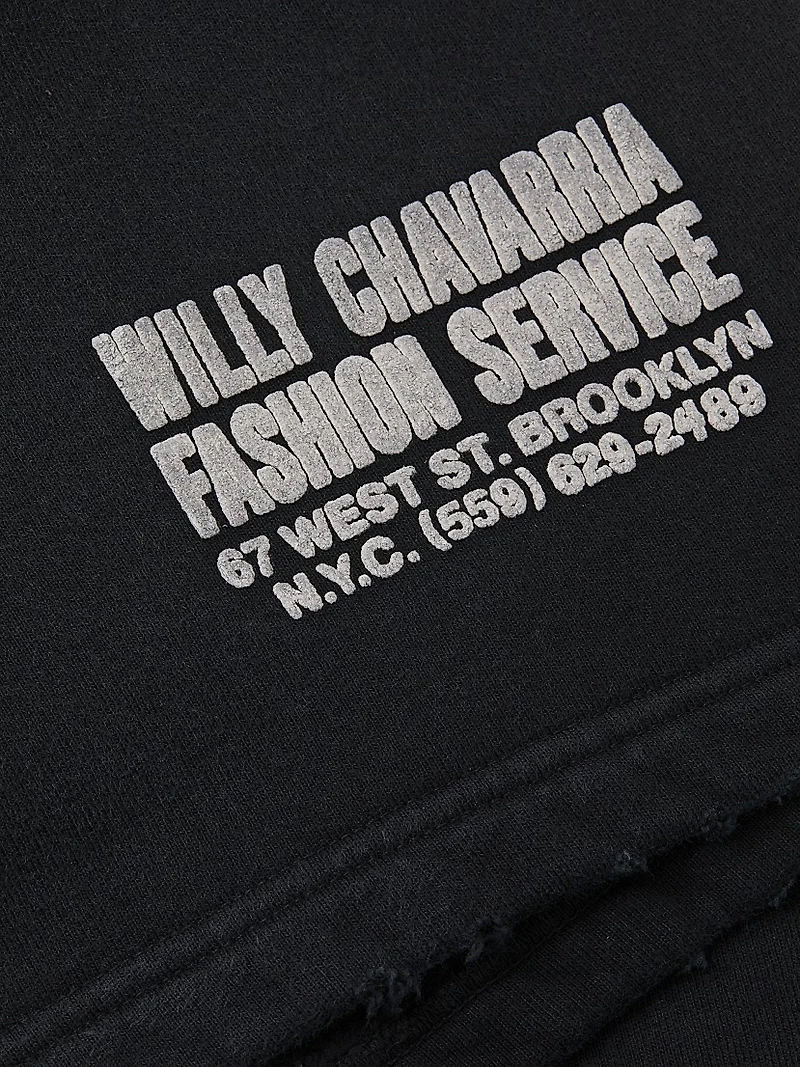 WILLY CHAVARRIA
FASHION SERVICE
67 WEST ST. BROOKLYN
N.Y.C. (559) 629-2489